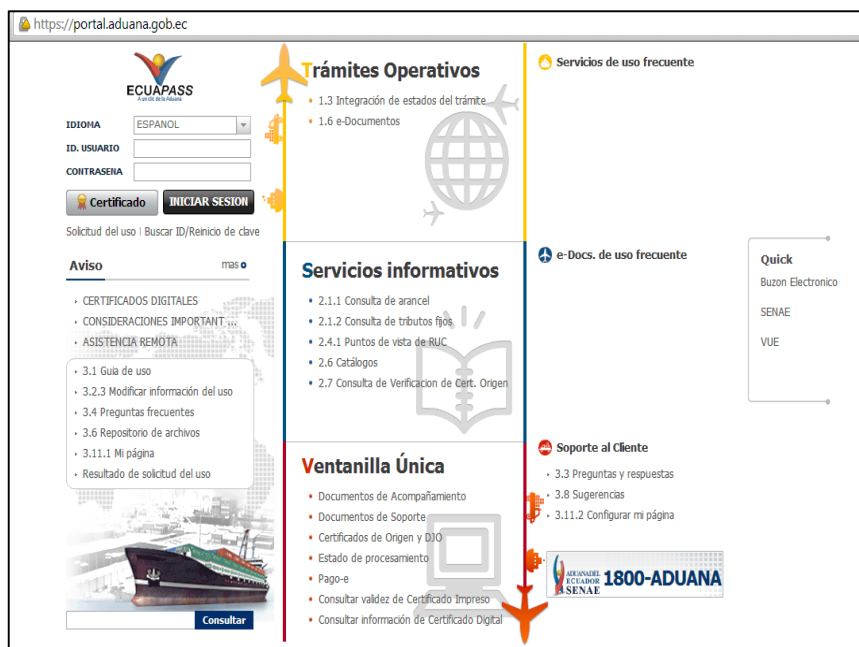 https://portal.aduana.gob.ec
ECUAPASS
A un clic de la Aduana
IDIOMA
ESPANOL
ID. USUARIO
CONTRASENA
Certificado
INICIAR SESION
Solicitud del uso | Buscar ID/Reinicio de clave
Aviso
mas
CERTIFICADOS DIGITALES
CONSIDERACIONES IMPORTANT ...
ASISTENCIA REMOTA
3.1 Guia de uso
3.2.3 Modificar información del uso
3.4 Preguntas frecuentes
3.6 Repositorio de archivos
3.11.1 Mi página
Resultado de solicitud del uso
Consultar
Trámites Operativos
1.3 Integración de estados del trámite
1.6 e-Documentos
Servicios informativos
2.1.1 Consulta de arancel
2.1.2 Consulta de tributos fijos
2.4.1 Puntos de vista de RUC
2.6 Catálogos
2.7 Consulta de Verificacion de Cert. Origen
Ventanilla Única
Documentos de Acompañamiento
Documentos de Soporte
Certificados de Origen y DJO
Estado de procesamiento
Pago-e
Consultar validez de Certificado Impreso
Consultar información de Certificado Digital
Servicios de uso frecuente
e-Docs. de uso frecuente
Soporte al Cliente
3.3 Preguntas y respuestas
3.8 Sugerencias
3.11.2 Configurar mi página
ADUANA DEL
ECUADOR
SENAE
1800-ADUANA
Quick
Buzon Electronico
SENAE
VUE